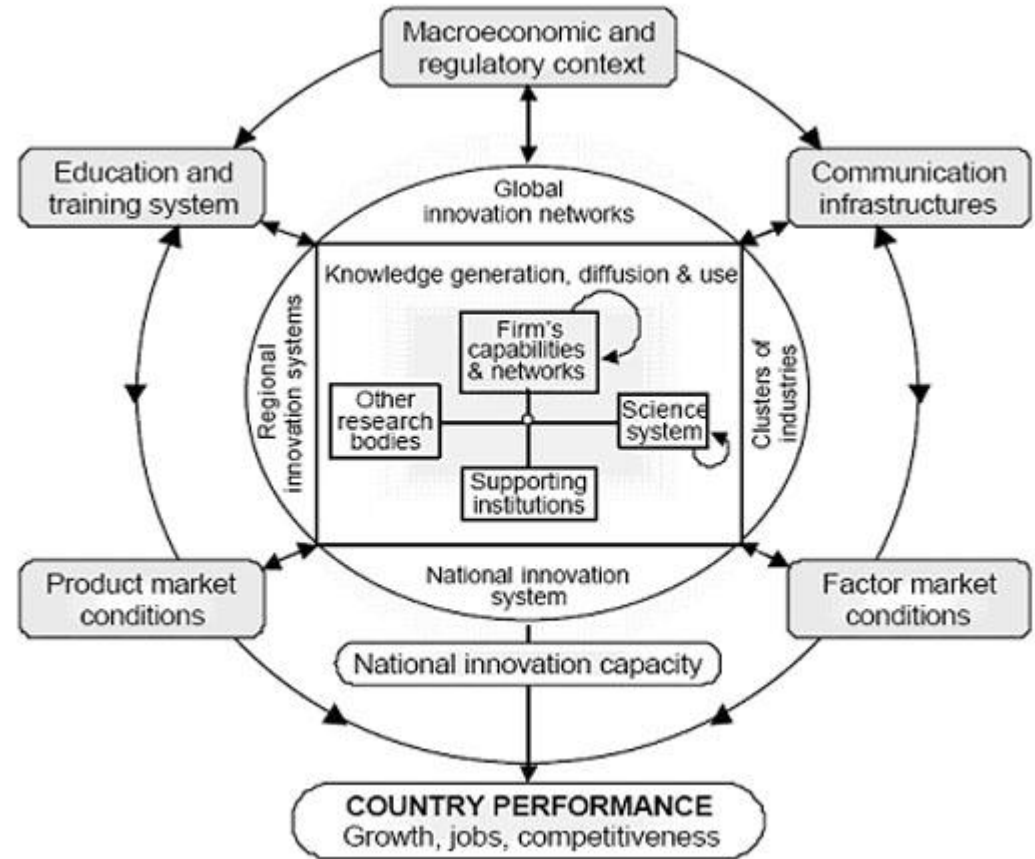 Macroeconomic and
regulatory context
Education and
training system
Communication
infrastructures
Global
innovation networks
Knowledge generation, diffusion & use
Regional
innovation systems
Clusters of
industries
Firm's
capabilities
& networks
Other
research
bodies
Science
system
Supporting
institutions
Product market
conditions
National innovation
system
Factor market
conditions
National innovation capacity
COUNTRY PERFORMANCE
Growth, jobs, competitiveness